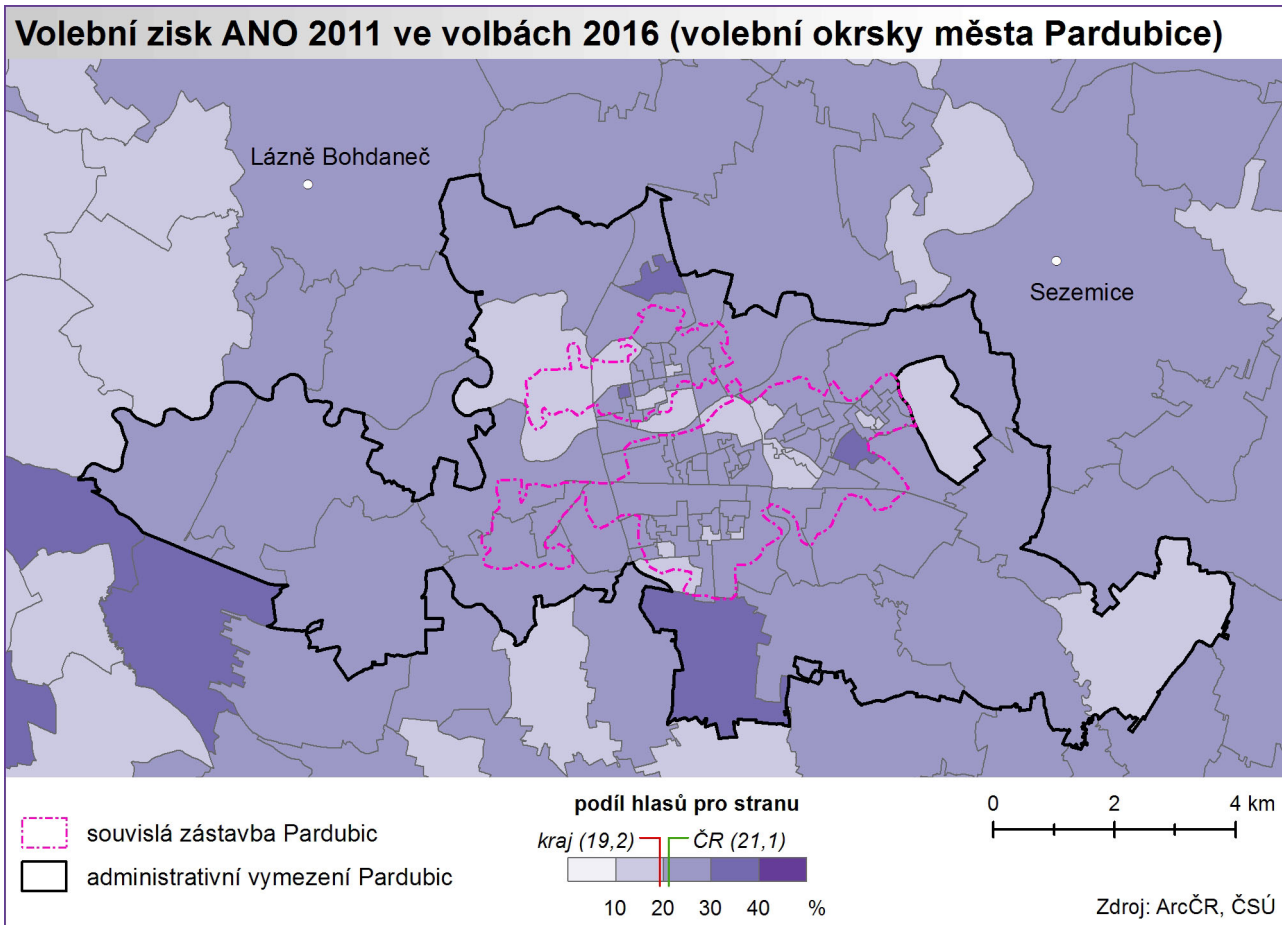 Volební zisk ANO 2011 ve volbách 2016 (volební okrsky města Pardubice)
Lázně Bohdaneč
Sezemice
souvislá zástavba Pardubic
administrativní vymezení Pardubic
podíl hlasů pro stranu
kraj (19,2) ČR (21,1)
10 20 30 40 %
0 2 4 km
Zdroj: ArcČR, ČSÚ